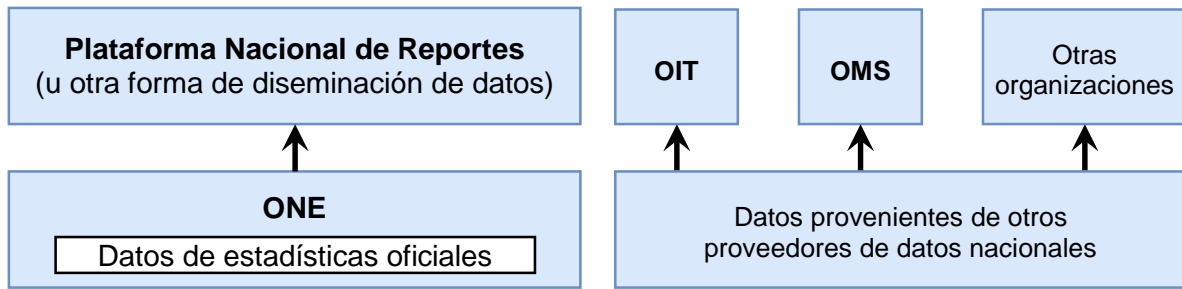 Plataforma Nacional de Reportes
(u otra forma de diseminación de datos)
OIT
OMS
Otras
organizaciones
ONE
Datos de estadísticas oficiales
Datos provenientes de otros
proveedores de datos nacionales